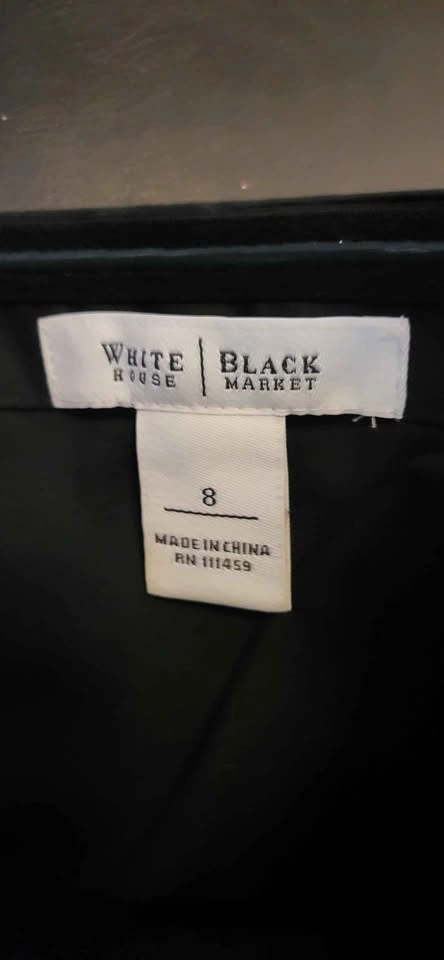 WHITE | BLACK
HOUSE | MARKET
8
MADE IN CHINA
RN 111459